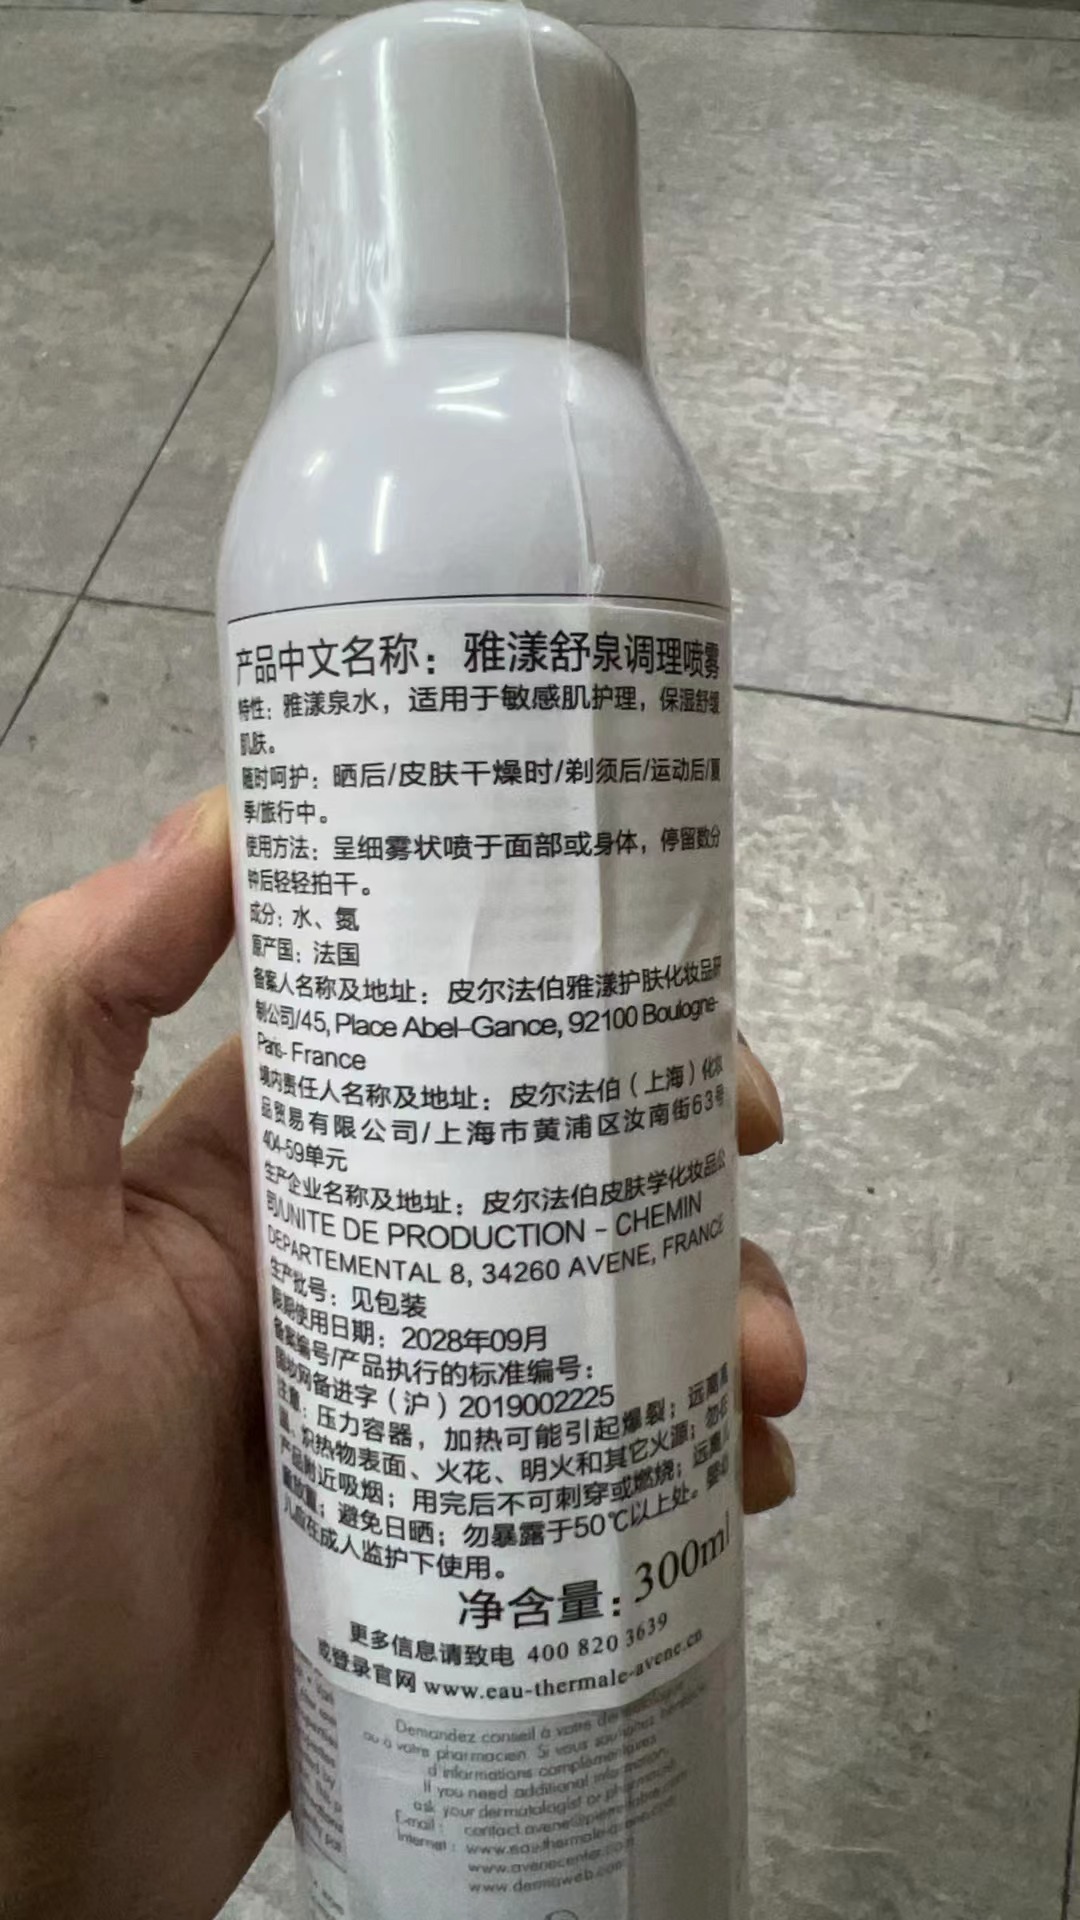 产品中文名称：雅漾舒泉调理喷雾
特性：雅漾泉水，适用于敏感肌护理，保湿舒缓
肌肤。
随时呵护：晒后/皮肤干燥时/剃须后/运动后/夏
季/旅行中。
使用方法：呈细雾状喷于面部或身体，停留数分
钟后轻轻拍干。
成分：水、氮
原产国：法国
备案人名称及地址：皮尔法伯雅漾护肤化妆品研
制公司/45, Place Abel-Gance, 92100 Boulogne-
Paris- France
境内责任人名称及地址：皮尔法伯（上海）化妆
品贸易有限公司/上海市黄浦区汝南街63号
404-59单元
生产企业名称及地址：皮尔法伯皮肤学化妆品公
司/UNITE DE PRODUCTION - CHEMIN
DEPARTEMENTAL 8, 34260 AVENE, FRANCE
生产批号：见包装
限期使用日期：2028年09月
备案编号/产品执行的标准编号：
国妆网备进字（沪）2019002225
注意：压力容器，加热可能引起爆裂；远离高
温、炽热物表面、火花、明火和其它火源；勿在
产品附近吸烟；用完后不可刺穿或燃烧；远离儿
童放置；避免日晒；勿暴露于50℃以上处。婴幼
儿应在成人监护下使用。
净含量：300ml
更多信息请致电 400 820 3639
或登录官网 www.eau-thermale-avene.cn
Demandez conseil à votre dermatologue
ou à votre pharmacien. Si vous souhaitez
d'informations complémentaires,
If you need additional information,
ask your dermatologist or pharmacist.
E-mail : contact.avene@pierre-fabre.com
Internet : www.eau-thermale-avene.com
www.avenecenter.com
www.dermaweb.com